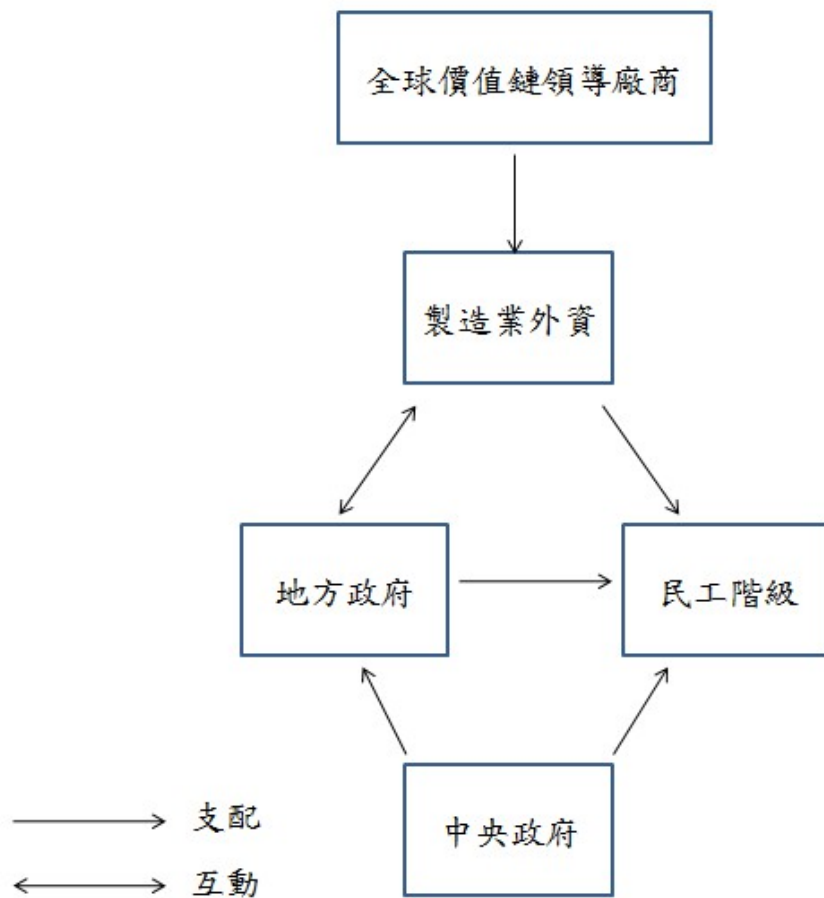 全球價值鏈領導廠商
製造業外資
地方政府
民工階級
中央政府
支配
互動